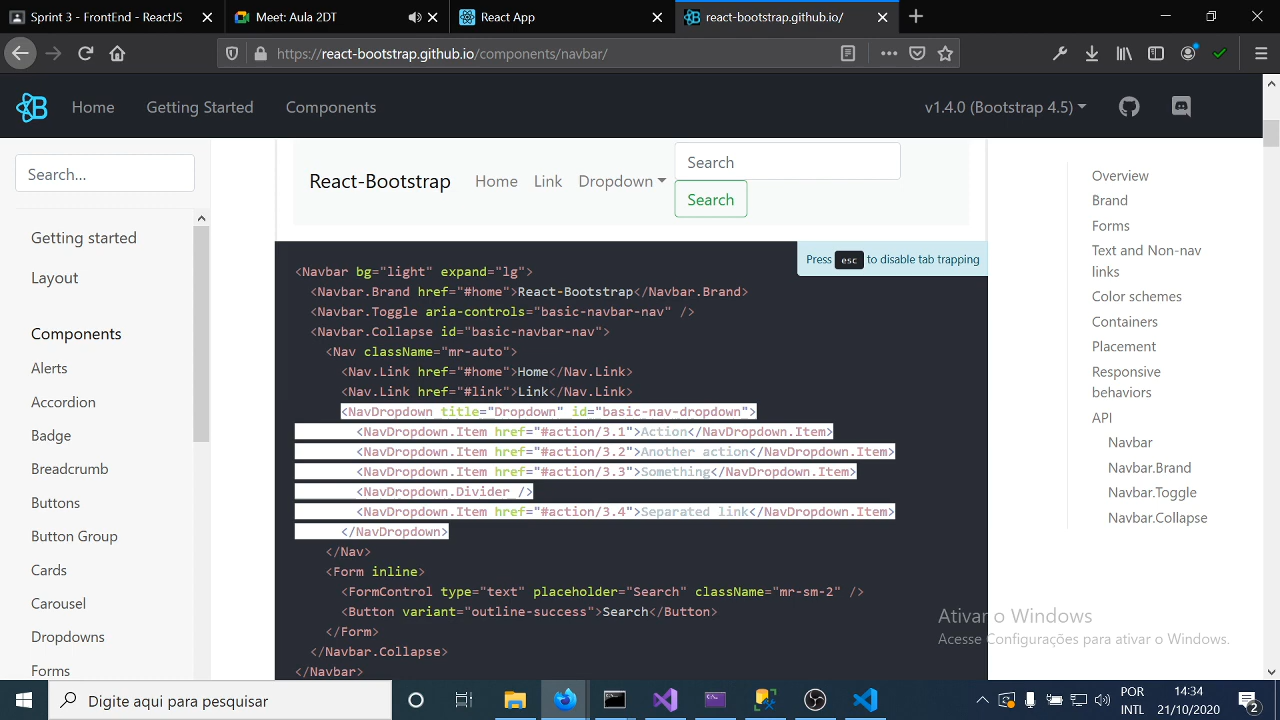 Sprint 3 - FrontEnd - ReactJS
Meet: Aula 2DT
React App
react-bootstrap.github.io/
https://react-bootstrap.github.io/components/navbar/
Home
Getting Started
Components
v1.4.0 (Bootstrap 4.5)
Search...
Getting started
Layout
Components
Alerts
Accordion
Badge
Breadcrumb
Buttons
Button Group
Cards
Carousel
Dropdowns
Forms
React-Bootstrap
Home
Link
Dropdown
Search
Search
Press esc to disable tab trapping
<Navbar bg="light" expand="lg">
<Navbar.Brand href="#home">React-Bootstrap</Navbar.Brand>
<Navbar.Toggle aria-controls="basic-navbar-nav" />
<Navbar.Collapse id="basic-navbar-nav">
<Nav className="mr-auto">
<Nav.Link href="#home">Home</Nav.Link>
<Nav.Link href="#link">Link</Nav.Link>
<NavDropdown title="Dropdown" id="basic-nav-dropdown">
<NavDropdown.Item href="#action/3.1">Action</NavDropdown.Item>
<NavDropdown.Item href="#action/3.2">Another action</NavDropdown.Item>
<NavDropdown.Item href="#action/3.3">Something</NavDropdown.Item>
<NavDropdown.Divider />
<NavDropdown.Item href="#action/3.4">Separated link</NavDropdown.Item>
</NavDropdown>
</Nav>
<Form inline>
<FormControl type="text" placeholder="Search" className="mr-sm-2" />
<Button variant="outline-success">Search</Button>
</Form>
</Navbar.Collapse>
</Navbar>
Overview
Brand
Forms
Text and Non-nav
links
Color schemes
Containers
Placement
Responsive
behaviors
API
Navbar
Navbar.Brand
Navbar.Toggle
Navbar.Collapse
Ativar o Windows
Acesse Configurações para ativar o Windows.
Digite aqui para pesquisar
POR
INTL
14:34
21/10/2020
2